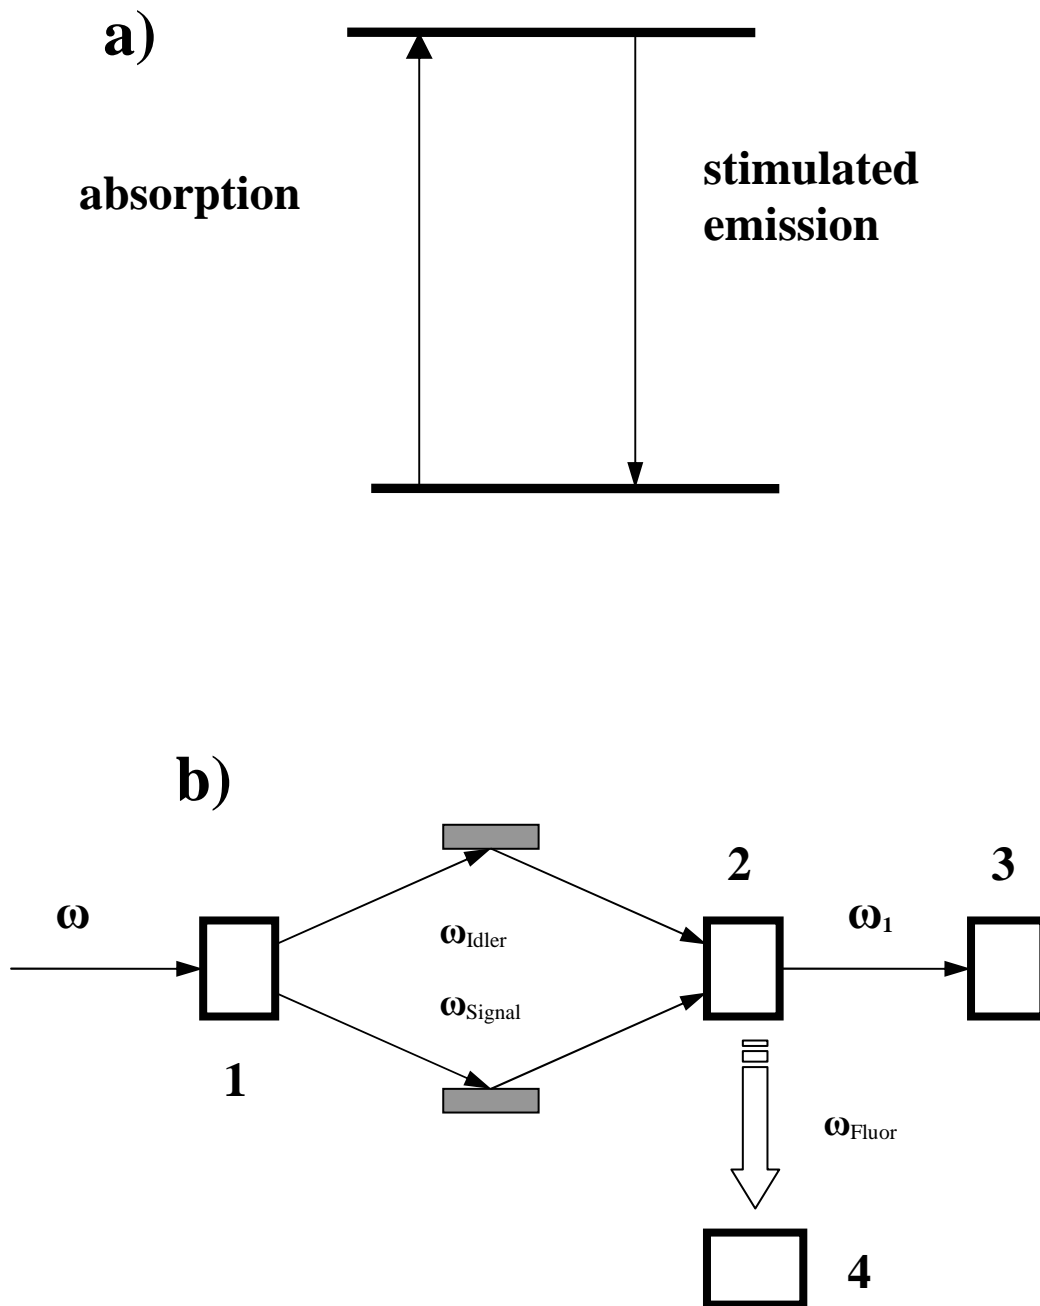 a)
absorption
stimulated
emission
b)
2
3
ω
ω1
ωIdler
ωSignal
1
ωFluor
4